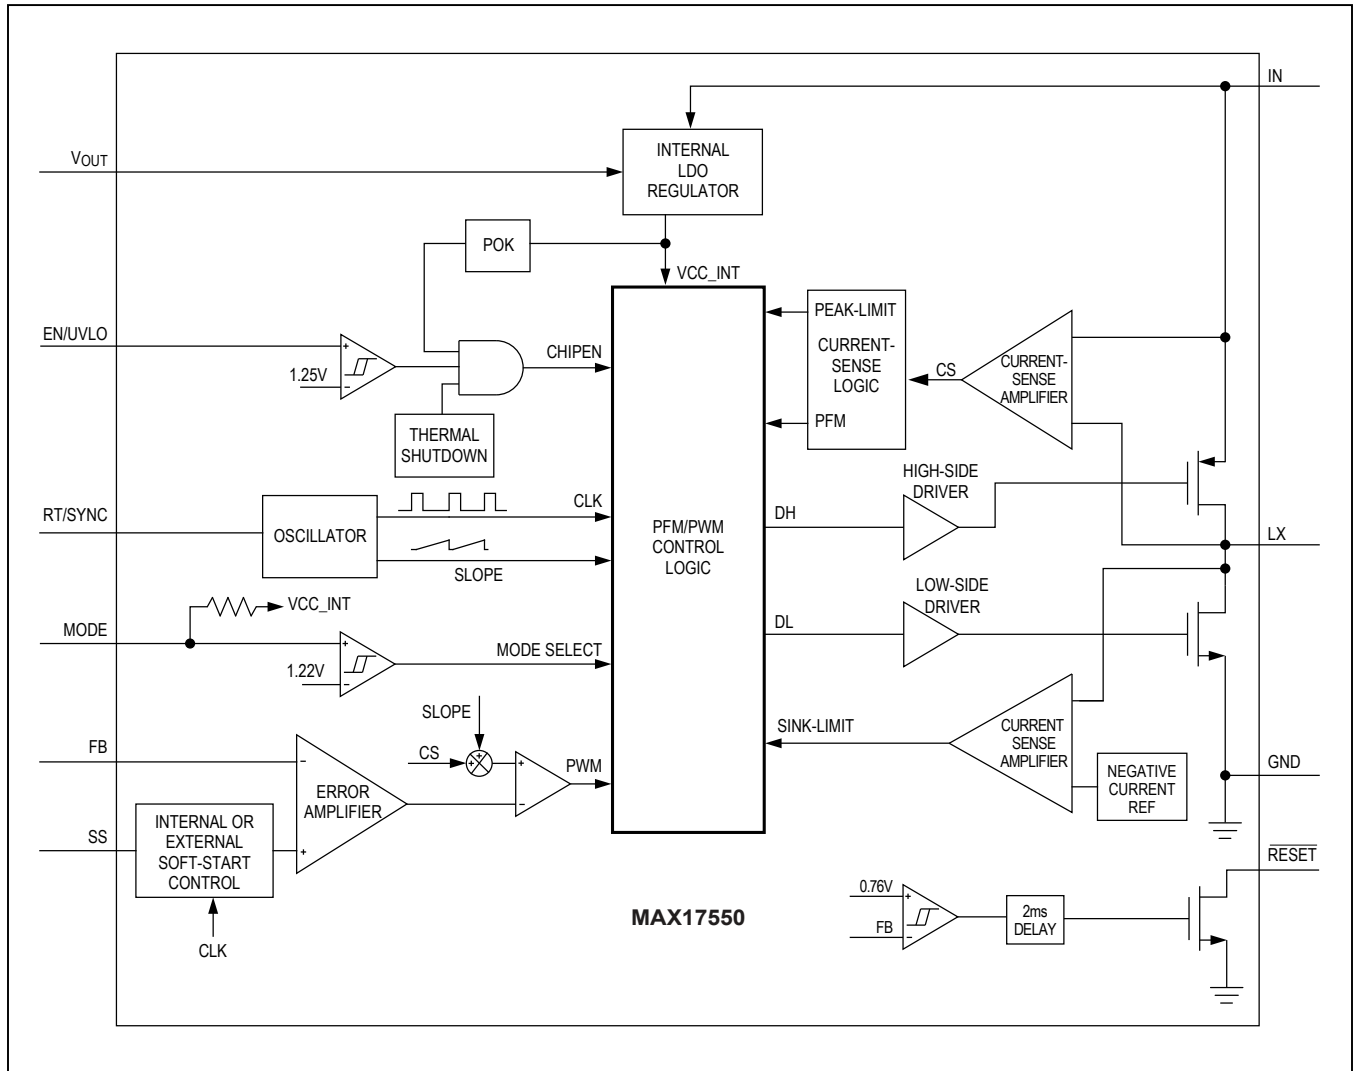 IN
INTERNAL
LDO
REGULATOR
VOUT
POK
VCC_INT
EN/UVLO
+
1.25V
−
CHIPEN
THERMAL
SHUTDOWN
PEAK-LIMIT
CURRENT-
SENSE
LOGIC
PFM
CS
CURRENT-
SENSE
AMPLIFIER
HIGH-SIDE
DRIVER
RT/SYNC
OSCILLATOR
CLK
SLOPE
PFM/PWM
CONTROL
LOGIC
DH
LX
VCC_INT
MODE
+
1.22V
−
MODE SELECT
LOW-SIDE
DRIVER
DL
SLOPE
CS
+
+
+
−
PWM
FB
−
ERROR
AMPLIFIER
+
SS
INTERNAL OR
EXTERNAL
SOFT-START
CONTROL
CLK
SINK-LIMIT
CURRENT
SENSE
AMPLIFIER
NEGATIVE
CURRENT
REF
GND
RESET
0.76V
+
FB
−
2ms
DELAY
MAX17550